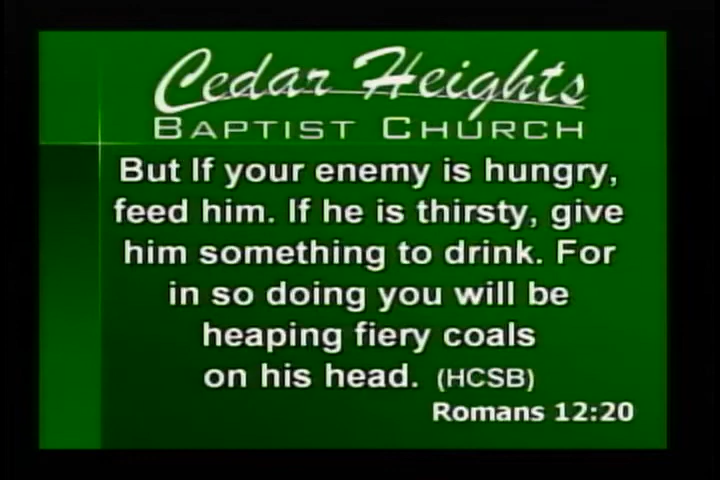 Cedar Heights
BAPTIST CHURCH
But If your enemy is hungry,
feed him. If he is thirsty, give
him something to drink. For
in so doing you will be
heaping fiery coals
on his head. (HCSB)
Romans 12:20